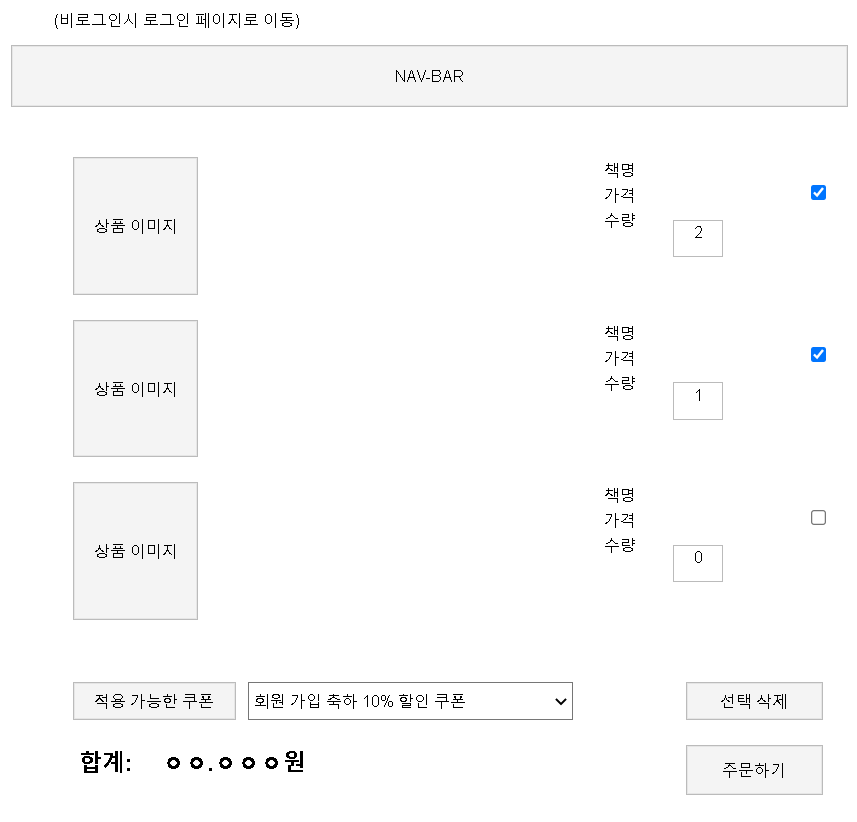 (비로그인시 로그인 페이지로 이동)
NAV-BAR
상품 이미지
책명
가격
수량
2
상품 이미지
책명
가격
수량
1
상품 이미지
책명
가격
수량
0
적용 가능한 쿠폰
회원 가입 축하 10% 할인 쿠폰
선택 삭제
합계: ㅇㅇ.ㅇㅇㅇ원
주문하기